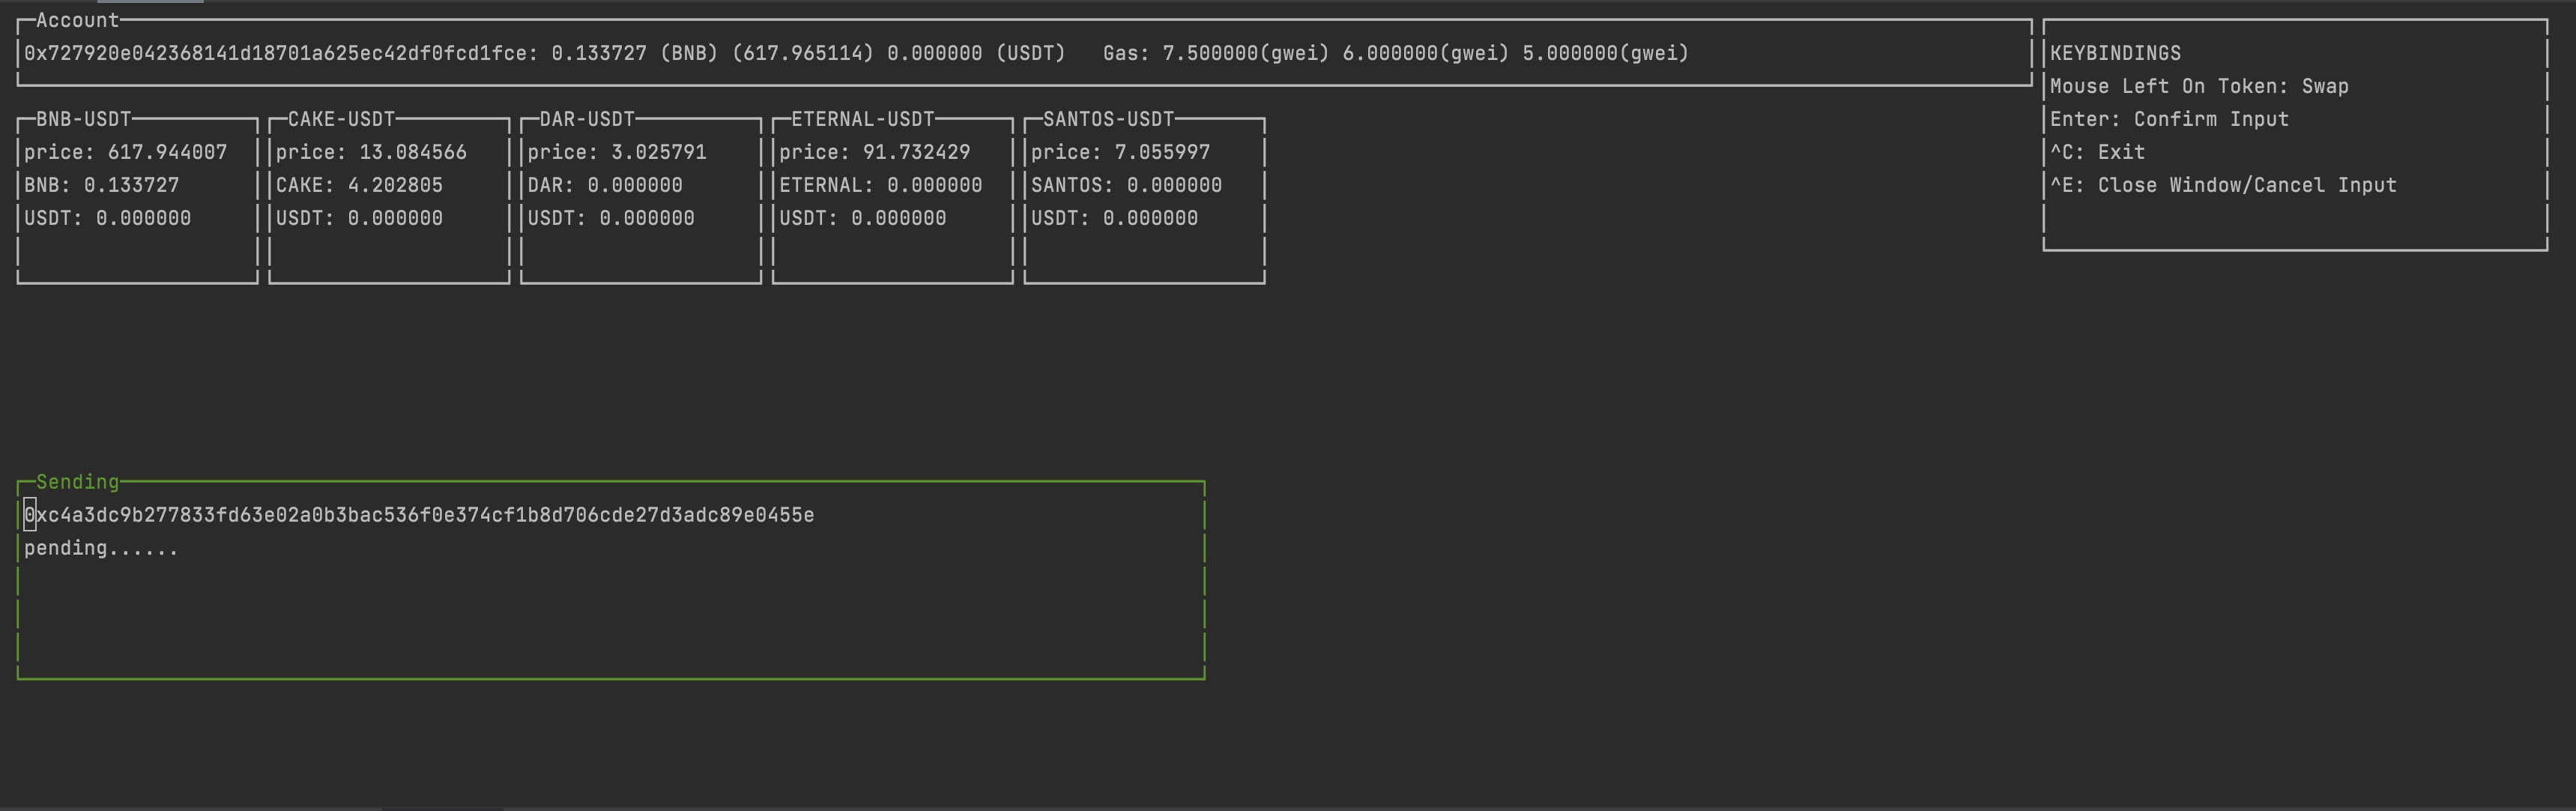 Account
0x727920e042368141d18701a625ec42df0fcd1fce: 0.133727 (BNB) (617.965114) 0.000000 (USDT) Gas: 7.500000(gwei) 6.000000(gwei) 5.000000(gwei)
KEYBINDINGS
Mouse Left On Token: Swap
Enter: Confirm Input
^C: Exit
^E: Close Window/Cancel Input
BNB-USDT
price: 617.944007
BNB: 0.133727
USDT: 0.000000
CAKE-USDT
price: 13.084566
CAKE: 4.202805
USDT: 0.000000
DAR-USDT
price: 3.025791
DAR: 0.000000
USDT: 0.000000
ETERNAL-USDT
price: 91.732429
ETERNAL: 0.000000
USDT: 0.000000
SANTOS-USDT
price: 7.055997
SANTOS: 0.000000
USDT: 0.000000
Sending
0xc4a3dc9b277833fd63e02a0b3bac536f0e374cf1b8d706cde27d3adc89e0455e
pending......